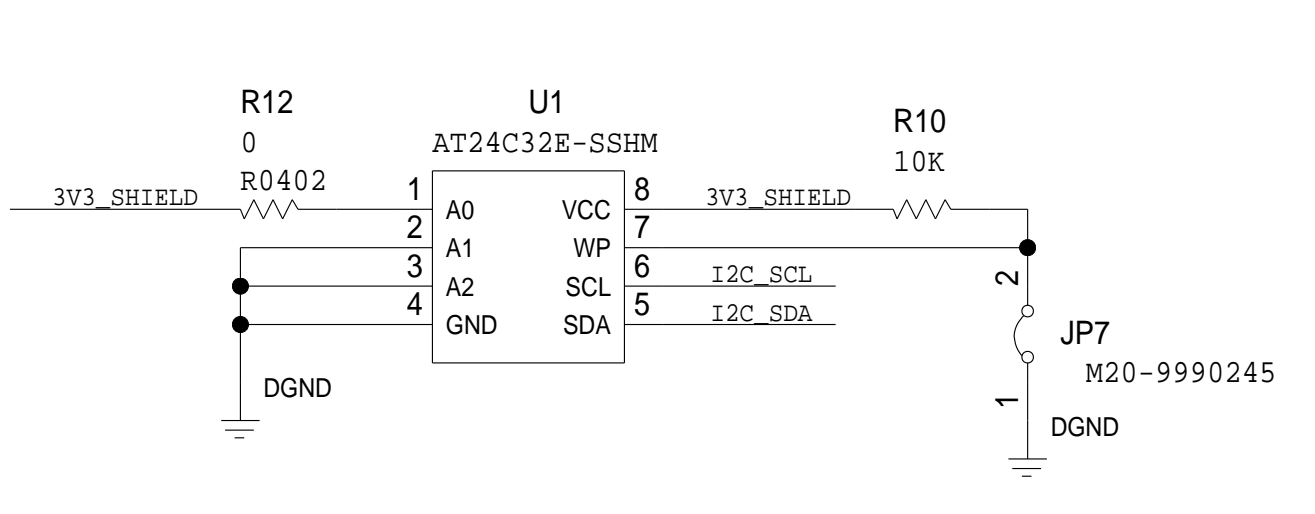 R12
0
R0402
3V3_SHIELD
U1
AT24C32E-SSHM
1
2
3
4
A0
A1
A2
GND
VCC
WP
SCL
SDA
8
7
6
5
3V3_SHIELD
I2C_SCL
I2C_SDA
R10
10K
2
JP7
M20-9990245
1
DGND
DGND